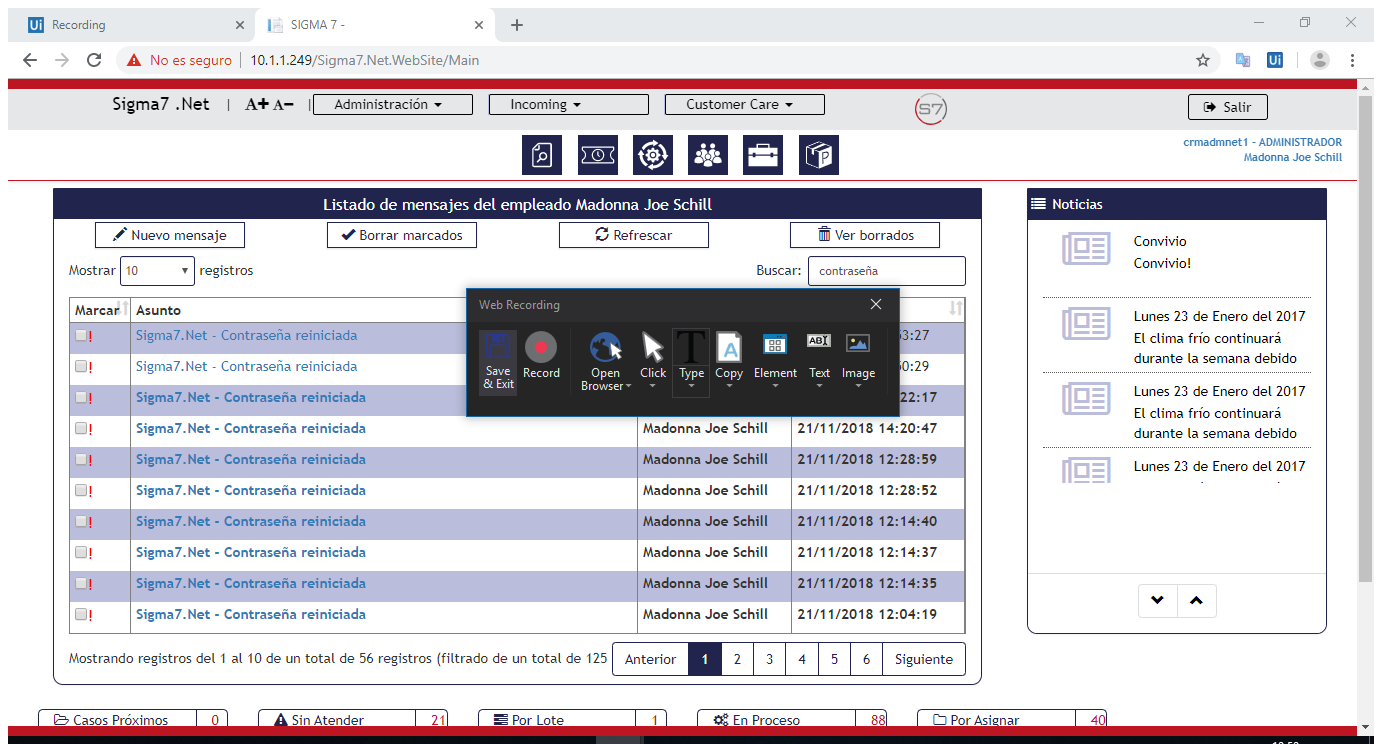 Ui Recording
SIGMA 7 -
No es seguro | 10.1.1.249/Sigma7.Net.WebSite/Main
Ui
Sigma7 .Net | A+ A- | Administración Incoming Customer Care S7 Salir
crmadmnet1 - ADMINISTRADOR
Madonna Joe Schill
Listado de mensajes del empleado Madonna Joe Schill
Nuevo mensaje Borrar marcados Refrescar Ver borrados
Mostrar 10 registros Buscar: contraseña
Marcar Asunto
Sigma7.Net - Contraseña reiniciada
Sigma7.Net - Contraseña reiniciada
Sigma7.Net - Contraseña reiniciada 22:17
Sigma7.Net - Contraseña reiniciada Madonna Joe Schill 21/11/2018 14:20:47
Sigma7.Net - Contraseña reiniciada Madonna Joe Schill 21/11/2018 12:28:59
Sigma7.Net - Contraseña reiniciada Madonna Joe Schill 21/11/2018 12:28:52
Sigma7.Net - Contraseña reiniciada Madonna Joe Schill 21/11/2018 12:14:40
Sigma7.Net - Contraseña reiniciada Madonna Joe Schill 21/11/2018 12:14:37
Sigma7.Net - Contraseña reiniciada Madonna Joe Schill 21/11/2018 12:14:35
Sigma7.Net - Contraseña reiniciada Madonna Joe Schill 21/11/2018 12:04:19
Mostrando registros del 1 al 10 de un total de 56 registros (filtrado de un total de 125
Anterior 1 2 3 4 5 6 Siguiente
Web Recording
Save & Exit
Record
Open Browser
Click
Type
Copy
Element
Text
Image
Noticias
Convivio
Convivio!
Lunes 23 de Enero del 2017
El clima frío continuará
durante la semana debido
Lunes 23 de Enero del 2017
El clima frío continuará
durante la semana debido
Lunes 23 de Enero del 2017
Casos Próximos 0
Sin Atender 21
Por Lote 1
En Proceso 88
Por Asignar 40